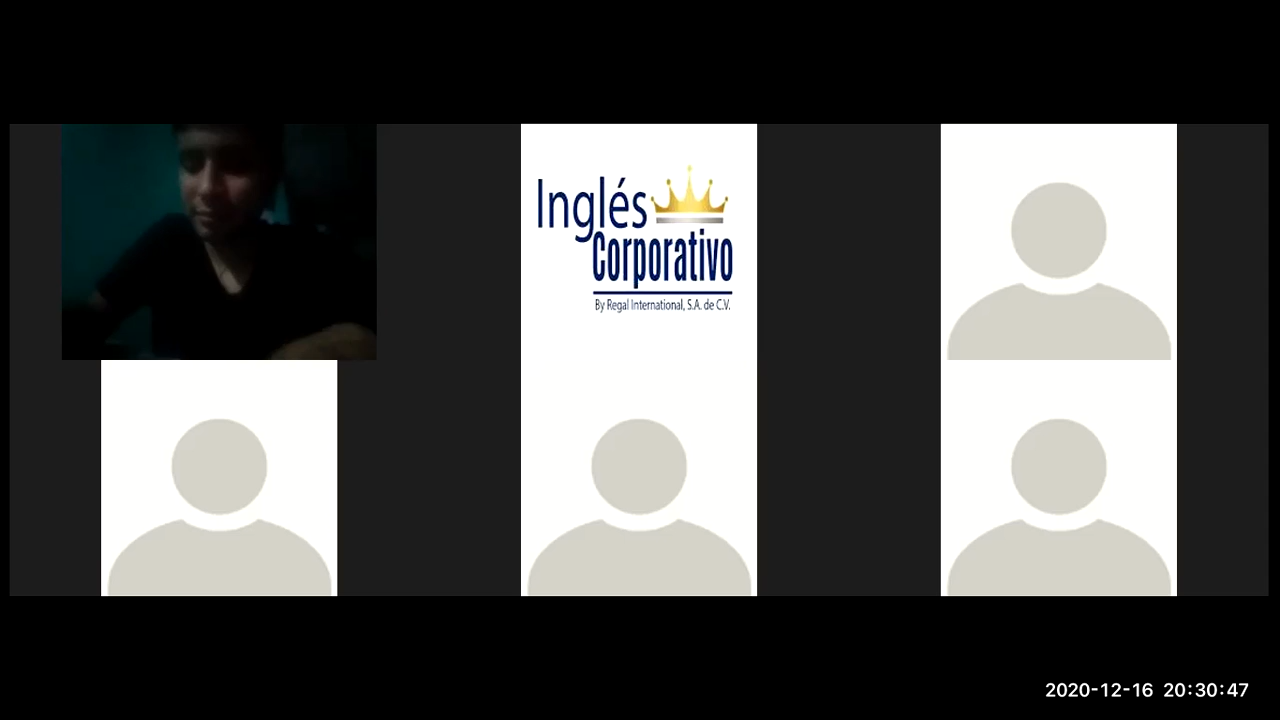 Inglés
Corporativo
By Regal International, S.A. de C.V.
2020-12-16 20:30:47